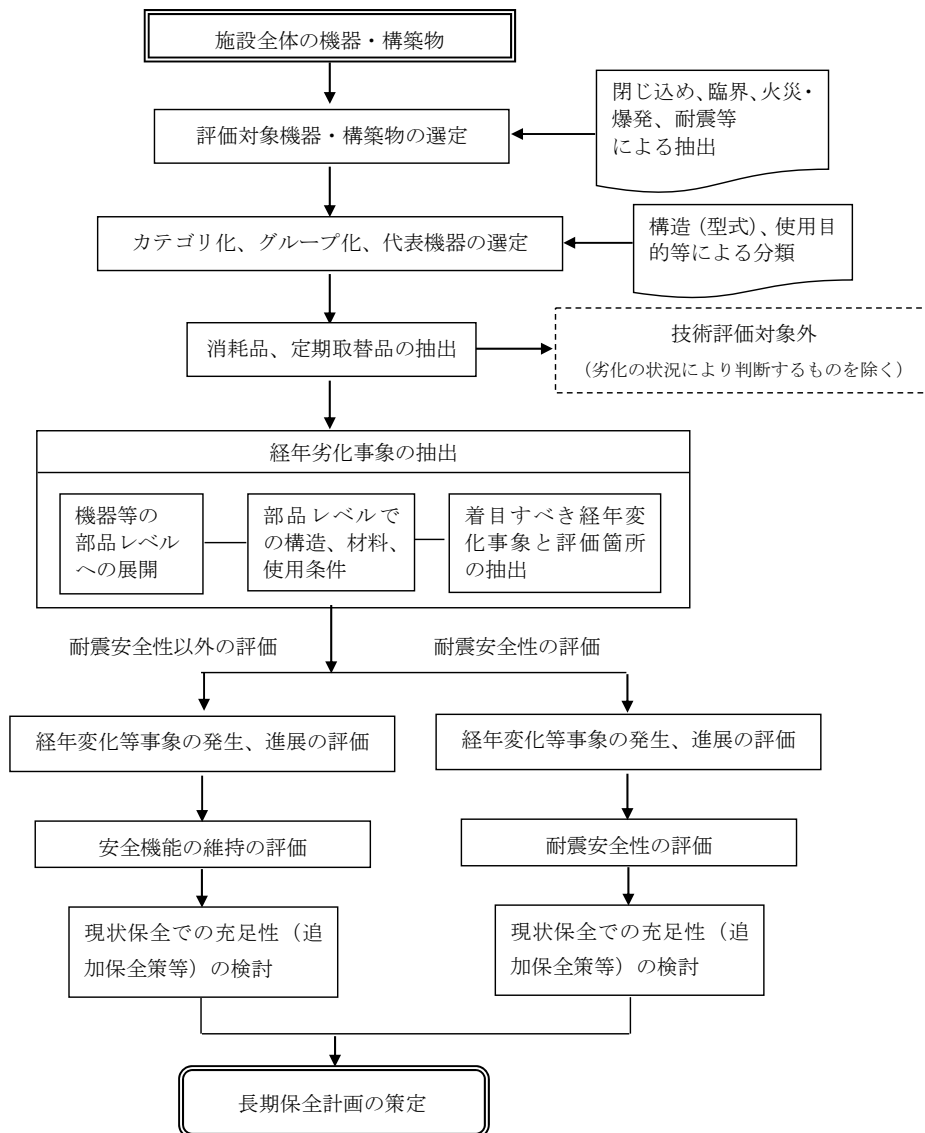 施設全体の機器・構築物
閉じ込め、臨界、火災・
爆発、耐震等
による抽出
評価対象機器・構築物の選定
構造（型式）、使用目
的等による分類
カテゴリ化、グループ化、代表機器の選定
技術評価対象外
（劣化の状況により判断するものを除く）
消耗品、定期取替品の抽出
経年劣化事象の抽出
機器等の
部品レベル
への展開
部品レベルで
の構造、材料、
使用条件
着目すべき経年変
化事象と評価箇所
の抽出
耐震安全性以外の評価
耐震安全性の評価
経年変化等事象の発生、進展の評価
経年変化等事象の発生、進展の評価
安全機能の維持の評価
耐震安全性の評価
現状保全での充足性（追
加保全策等）の検討
現状保全での充足性（追
加保全策等）の検討
長期保全計画の策定